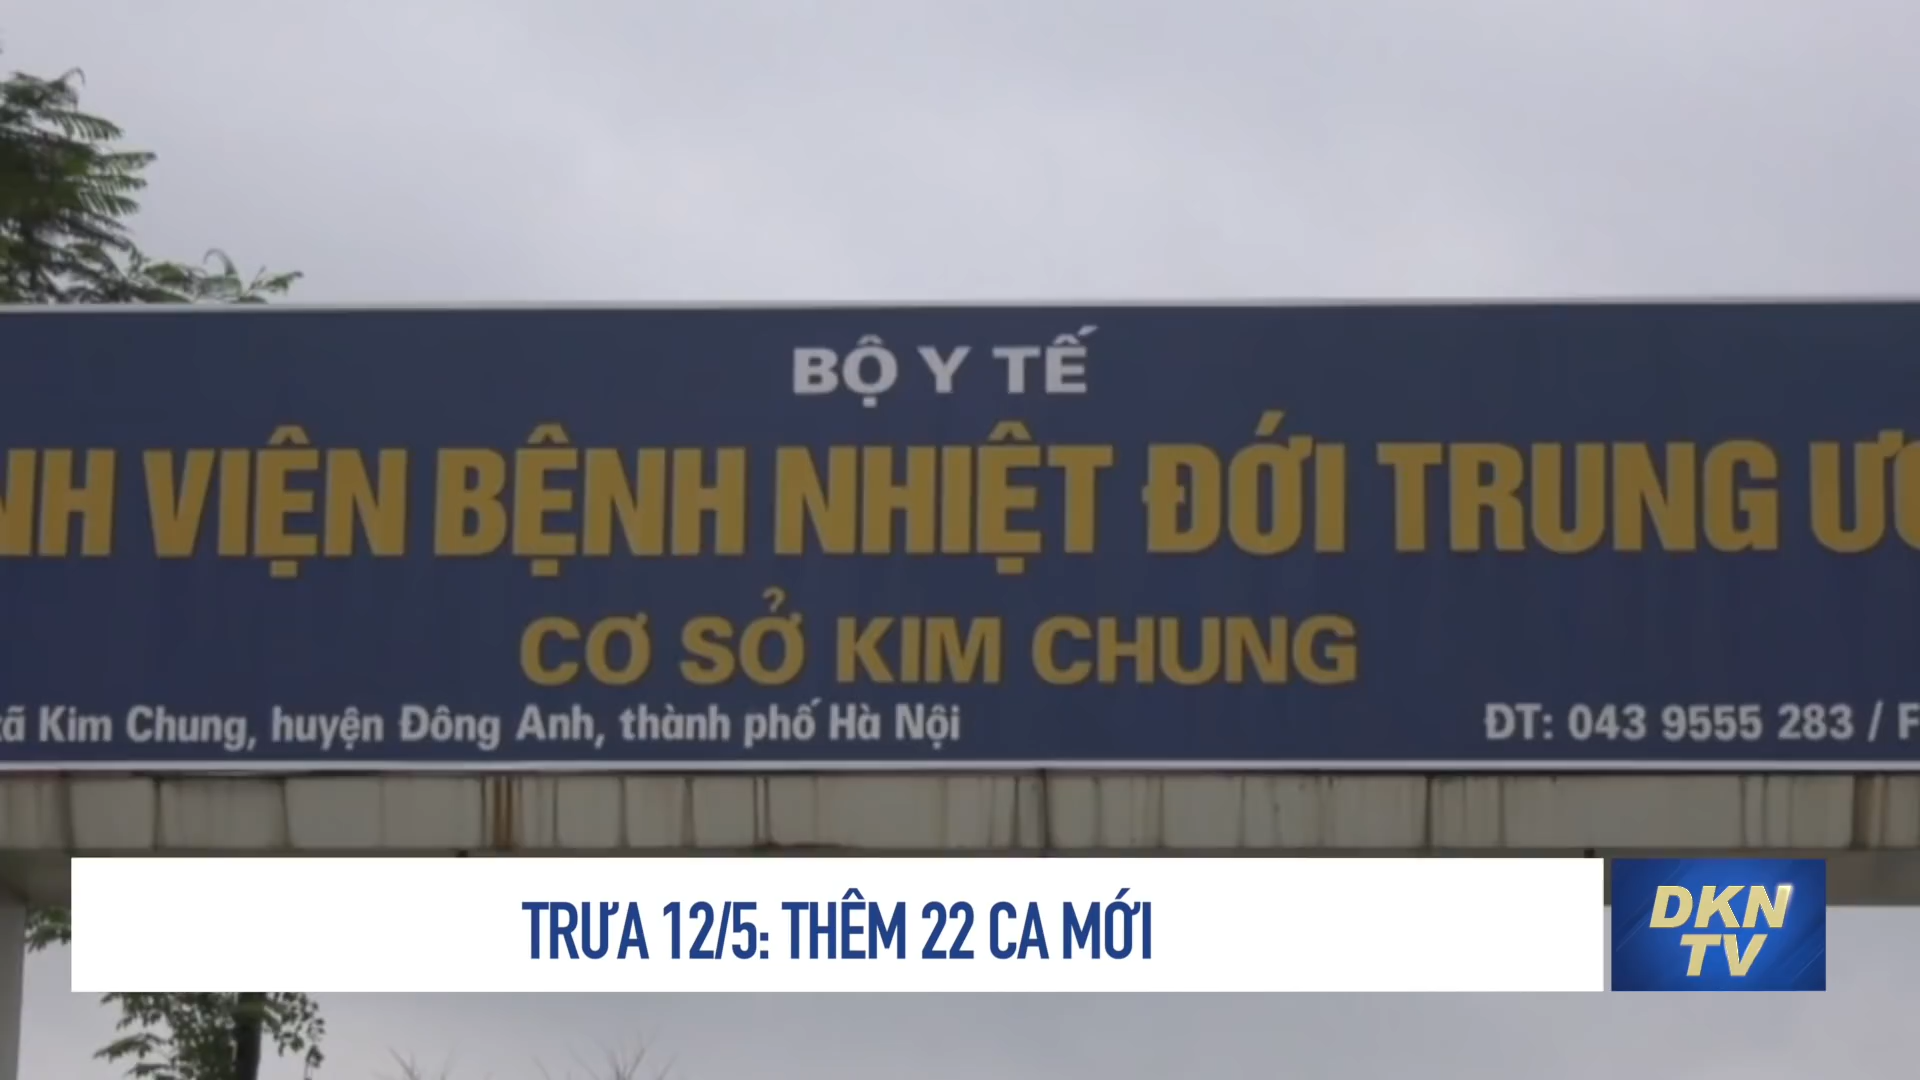 BỘ Y TẾ
NH VIỆN BỆNH NHIỆT ĐỚI TRUNG ƯƠ
CƠ SỞ KIM CHUNG
xã Kim Chung, huyện Đông Anh, thành phố Hà Nội
ĐT: 043 9555 283 / F
TRƯA 12/5: THÊM 22 CA MỚI
DKN
TV